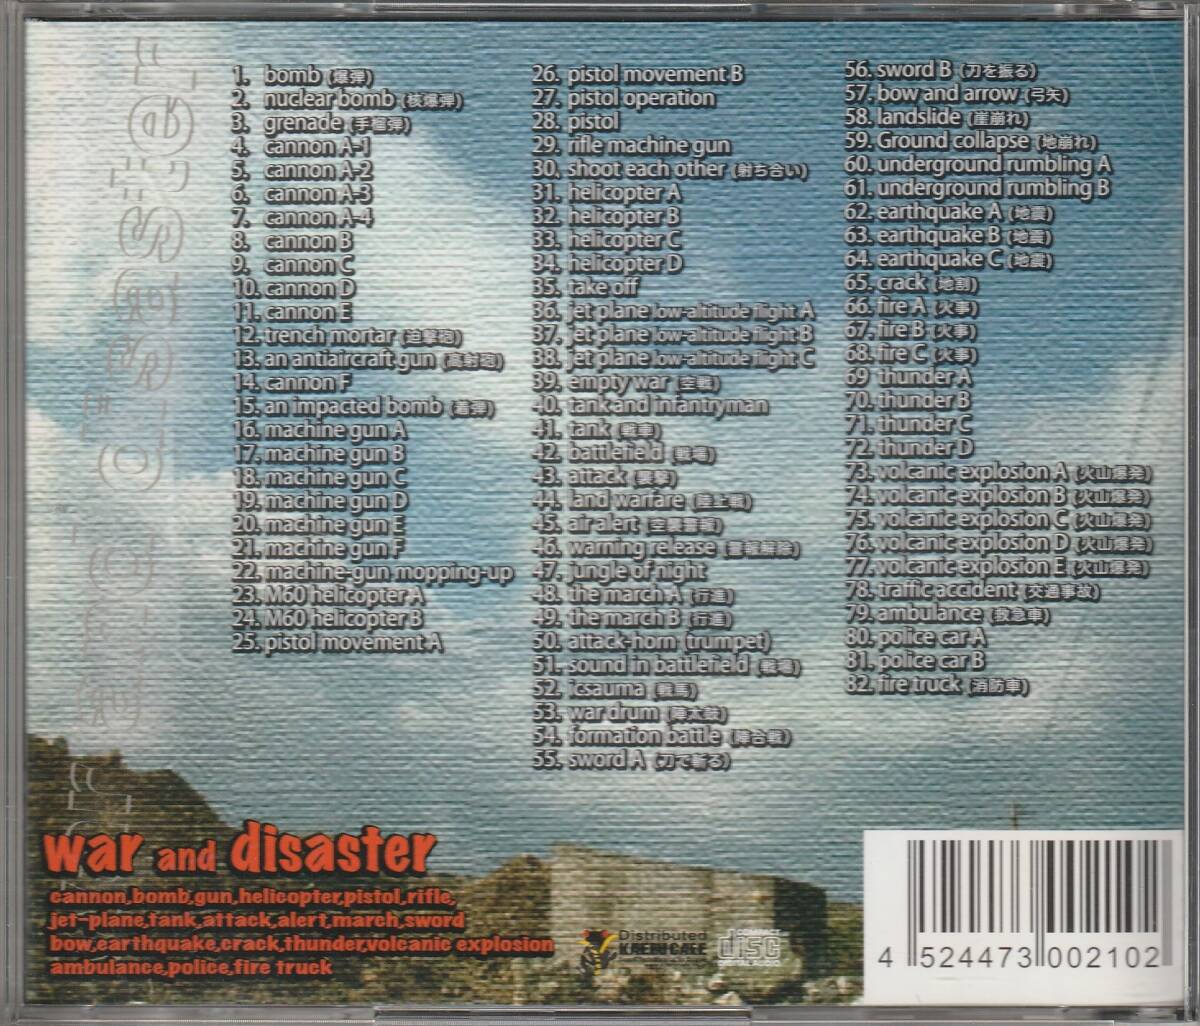 1. bomb (爆弾)
2. nuclear bomb (核爆弾)
3. grenade (手榴弾)
4. cannon A-1
5. cannon A-2
6. cannon A-3
7. cannon A-4
8. cannon B
9. cannon C
10. cannon D
11. cannon E
12. trench mortar (迫撃砲)
13. an antiaircraft gun (高射砲)
14. cannon F
15. an impacted bomb (着弾)
16. machine gun A
17. machine gun B
18. machine gun C
19. machine gun D
20. machine gun E
21. machine gun F
22. machine-gun mopping-up
23. M60 helicopter A
24. M60 helicopter B
25. pistol movement A
26. pistol movement B
27. pistol operation
28. pistol
29. rifle machine gun
30. shoot each other (射ち合い)
31. helicopter A
32. helicopter B
33. helicopter C
34. helicopter D
35. take off
36. jet plane low-altitude flight A
37. jet plane low-altitude flight B
38. jet plane low-altitude flight C
39. empty war (空戦)
40. tank and infantryman
41. tank (戦車)
42. battlefield (戦場)
43. attack (襲撃)
44. land warfare (陸上戦)
45. air alert (空襲警報)
46. warning release (警報解除)
47. jungle of night
48. the march A (行進)
49. the march B (行進)
50. attack-horn (trumpet)
51. sound in battlefield (戦場)
52. icsauma (戦馬)
53. war drum (陣太鼓)
54. formation battle (陣合戦)
55. sword A (刀で斬る)
56. sword B (刀を振る)
57. bow and arrow (弓矢)
58. landslide (崖崩れ)
59. Ground collapse (地崩れ)
60. underground rumbling A
61. underground rumbling B
62. earthquake A (地震)
63. earthquake B (地震)
64. earthquake C (地震)
65. crack (地割)
66. fire A (火事)
67. fire B (火事)
68. fire C (火事)
69 thunder A
70. thunder B
71. thunder C
72. thunder D
73. volcanic explosion A (火山爆発)
74. volcanic explosion B (火山爆発)
75. volcanic explosion C (火山爆発)
76. volcanic explosion D (火山爆発)
77. volcanic explosion E (火山爆発)
78. traffic accident (交通事故)
79. ambulance (救急車)
80. police car A
81. police car B
82. fire truck (消防車)
war and disaster
cannon,bomb,gun,helicopter,pistol,rifle,
jet-plane,tank,attack,alert,march,sword
bow,earthquake,crack,thunder,volcanic explosion
ambulance,police,fire truck
Distributed
KAERU CAFE
COMPACT
disc
DIGITAL AUDIO
4 524473 002102